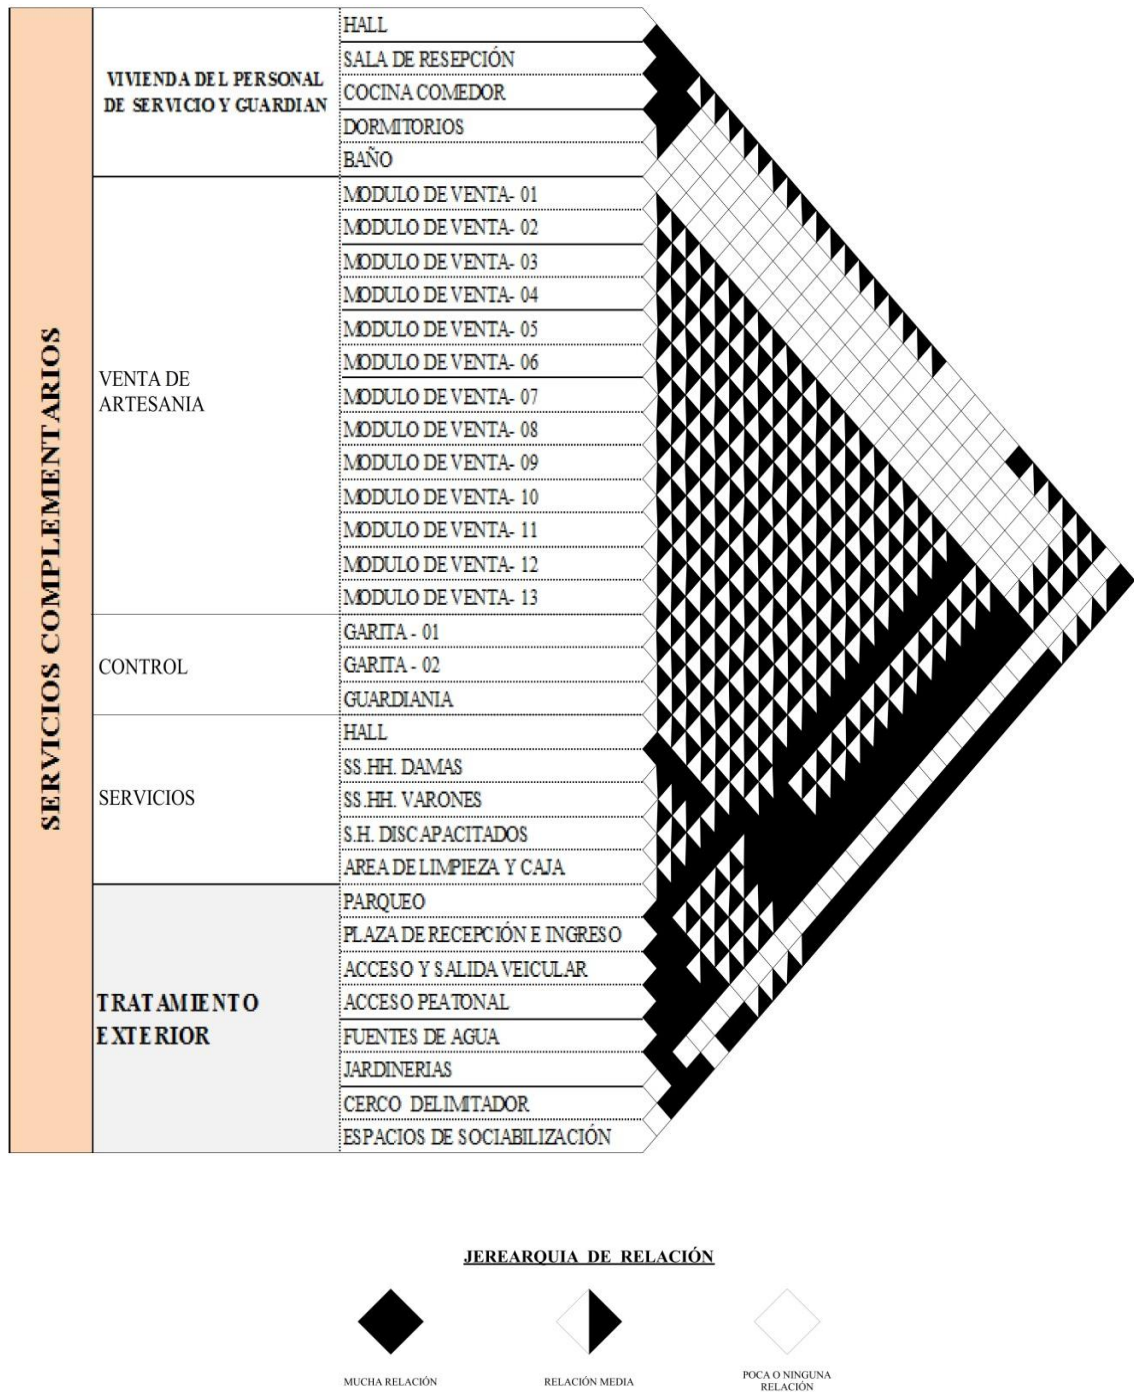 SERVICIOS COMPLEMENTARIOS
VIVIENDA DEL PERSONAL
DE SERVICIO Y GUARDIAN
HALL
SALA DE RESEPCIÓN
COCINA COMEDOR
DORMITORIOS
BAÑO
VENTA DE
ARTESANIA
MODULO DE VENTA- 01
MODULO DE VENTA- 02
MODULO DE VENTA- 03
MODULO DE VENTA- 04
MODULO DE VENTA- 05
MODULO DE VENTA- 06
MODULO DE VENTA- 07
MODULO DE VENTA- 08
MODULO DE VENTA- 09
MODULO DE VENTA- 10
MODULO DE VENTA- 11
MODULO DE VENTA- 12
MODULO DE VENTA- 13
CONTROL
GARITA - 01
GARITA - 02
GUARDIANIA
SERVICIOS
HALL
SS.HH. DAMAS
SS.HH. VARONES
S.H. DISCAPACITADOS
AREA DE LIMPIEZA Y CAJA
TRATAMIENTO
EXTERIOR
PARQUEO
PLAZA DE RECEPCIÓN E INGRESO
ACCESO Y SALIDA VEICULAR
ACCESO PEATONAL
FUENTES DE AGUA
JARDINERIAS
CERCO DELIMITADOR
ESPACIOS DE SOCIABILIZACIÓN
JEREARQUIA DE RELACIÓN
MUCHA RELACIÓN
RELACIÓN MEDIA
POCA O NINGUNA
RELACIÓN